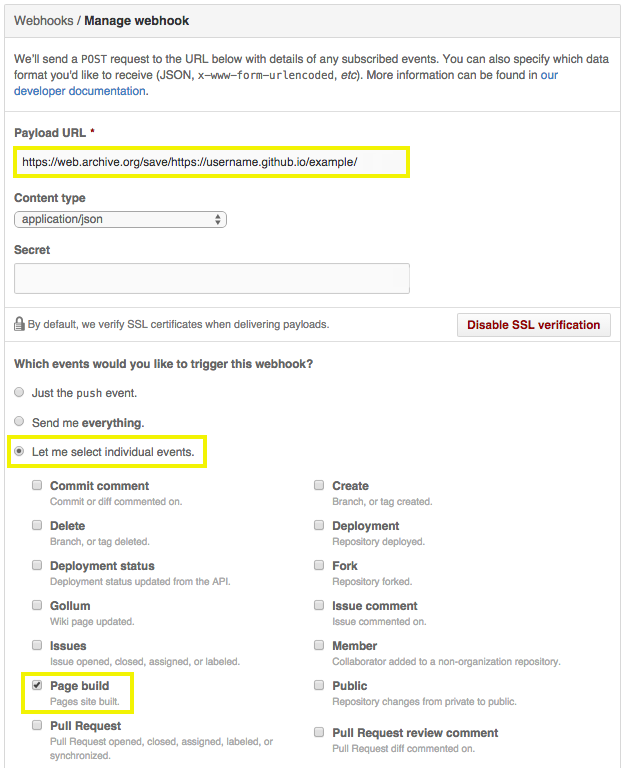 Webhooks / Manage webhook
We'll send a POST request to the URL below with details of any subscribed events. You can also specify which data
format you'd like to receive (JSON, x-www-form-urlencoded, etc). More information can be found in our
developer documentation.
Payload URL *
https://web.archive.org/save/https://username.github.io/example/
Content type
application/json
Secret
By default, we verify SSL certificates when delivering payloads.
Disable SSL verification
Which events would you like to trigger this webhook?
Just the push event.
Send me everything.
Let me select individual events.
Commit comment
Commit or diff commented on.
Create
Branch, or tag created.
Delete
Branch, or tag deleted.
Deployment
Repository deployed.
Deployment status
Deployment status updated from the API.
Fork
Repository forked.
Gollum
Wiki page updated.
Issue comment
Issue commented on.
Issues
Issue opened, closed, assigned, or labeled.
Member
Collaborator added to a non-organization repository.
Page build
Pages site built.
Public
Repository changes from private to public.
Pull Request
Pull Request opened, closed, assigned, labeled, or
synchronized.
Pull Request review comment
Pull Request diff commented on.